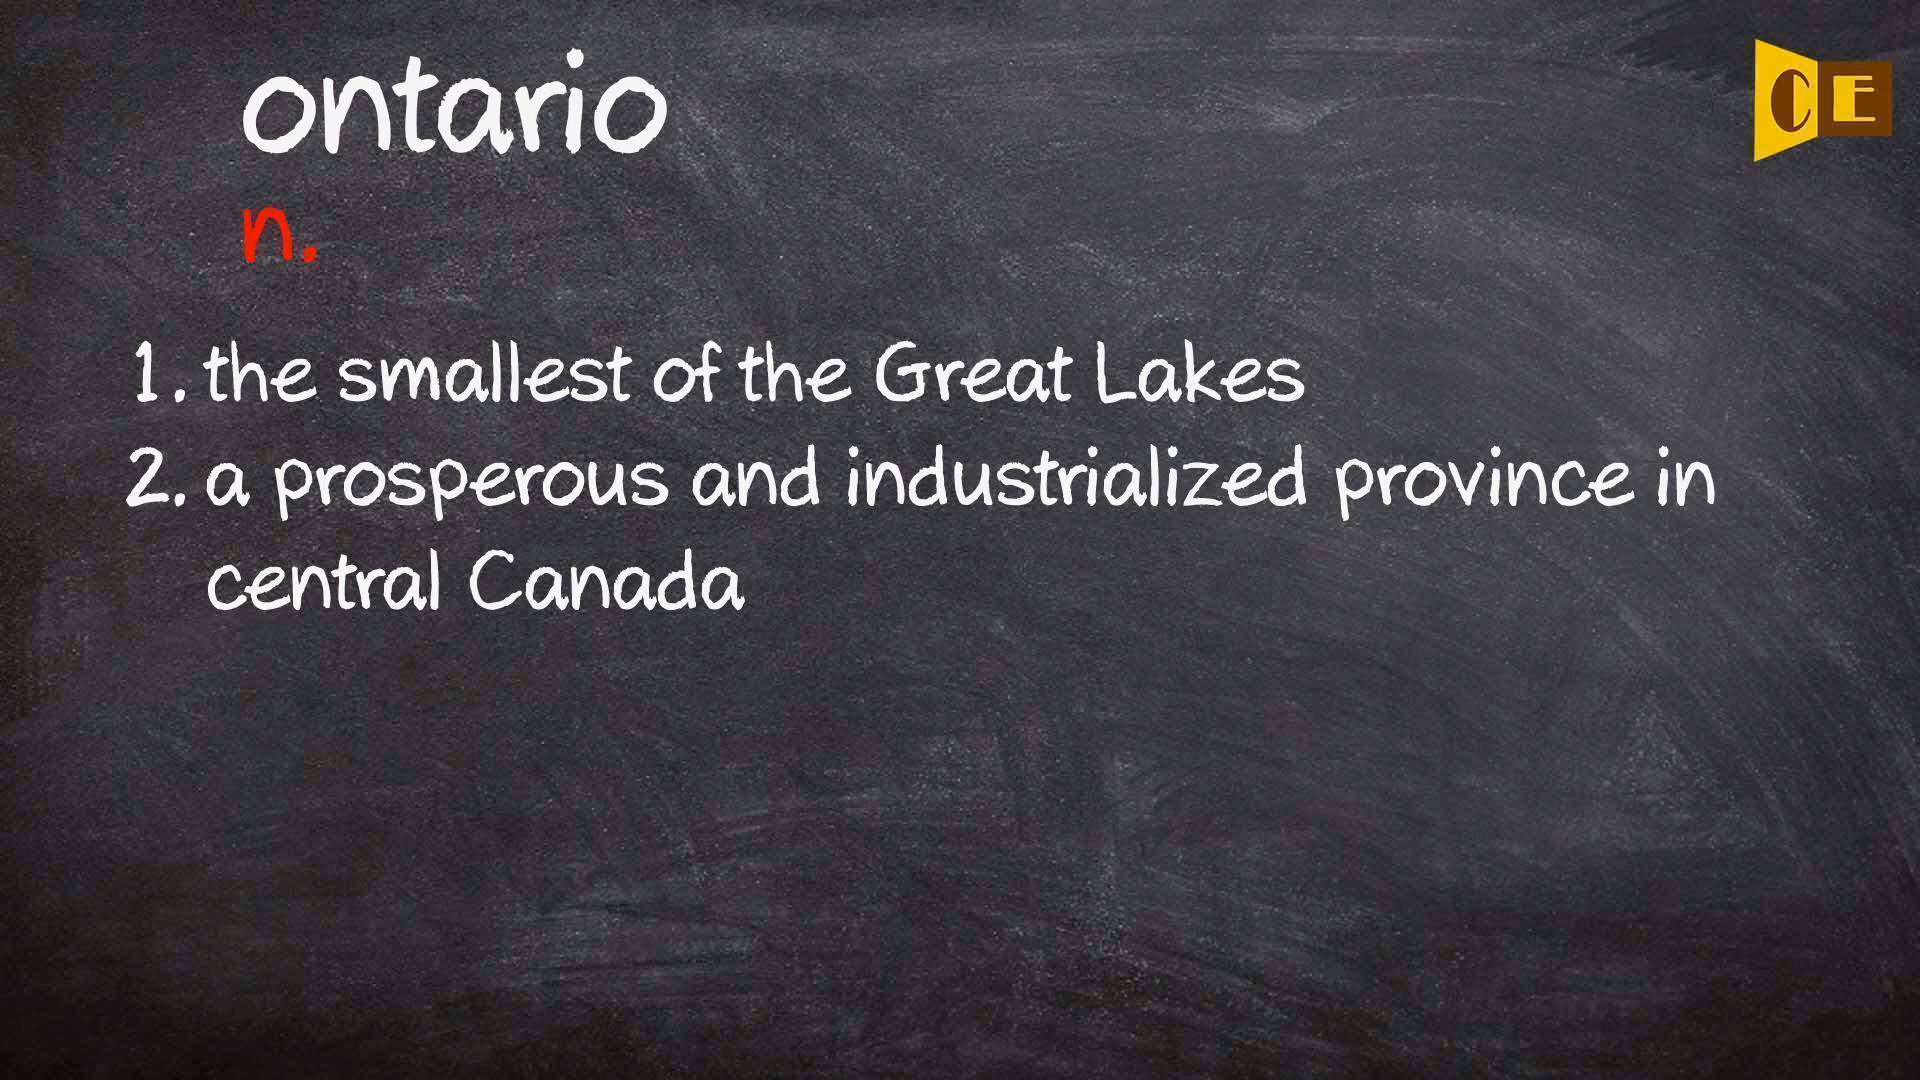 ontario
CE
n.
1. the smallest of the Great Lakes
2. a prosperous and industrialized province in
central Canada